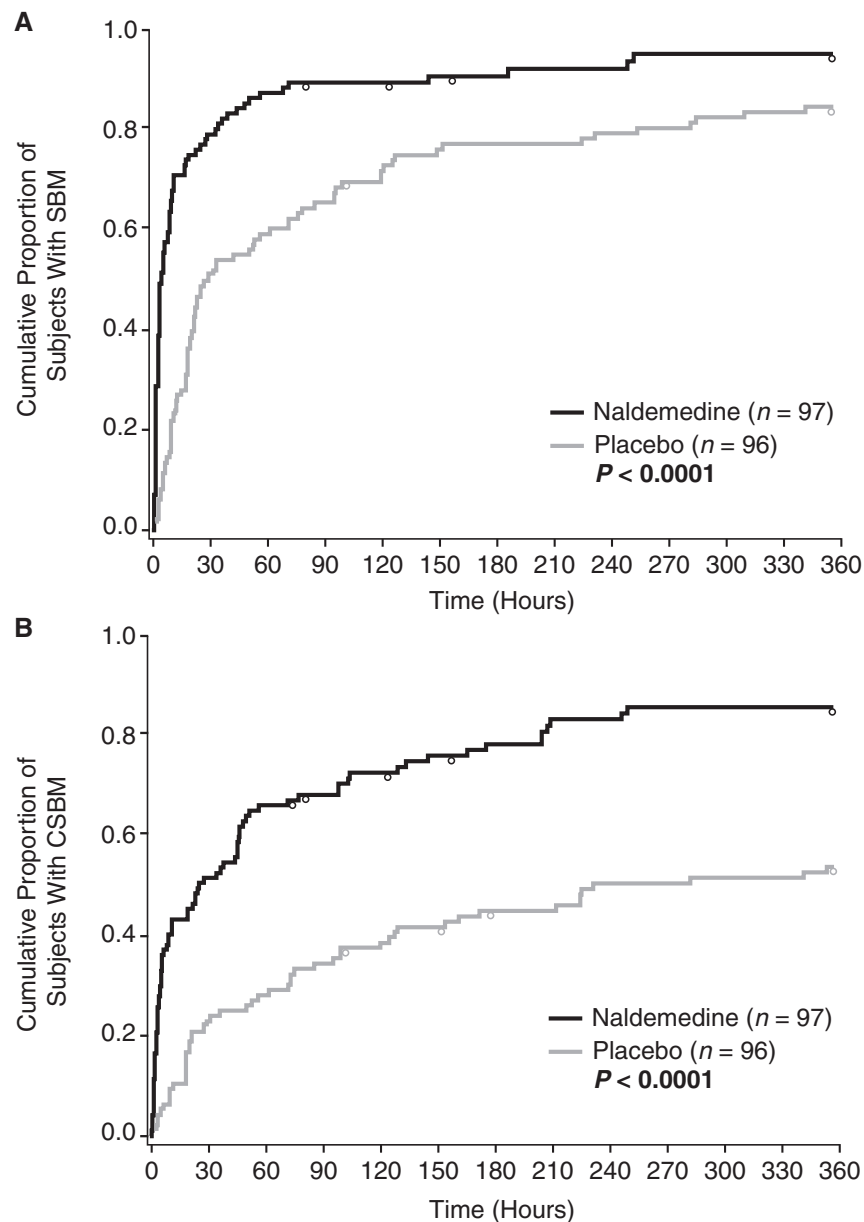 A
Cumulative Proportion of
Subjects With SBM
1.0
0.8
0.6
0.4
0.2
0.0
Naldemedine (n = 97)
Placebo (n = 96)
P < 0.0001
0 30 60 90 120 150 180 210 240 270 300 330 360
Time (Hours)
B
Cumulative Proportion of
Subjects With CSBM
1.0
0.8
0.6
0.4
0.2
0.0
Naldemedine (n = 97)
Placebo (n = 96)
P < 0.0001
0 30 60 90 120 150 180 210 240 270 300 330 360
Time (Hours)